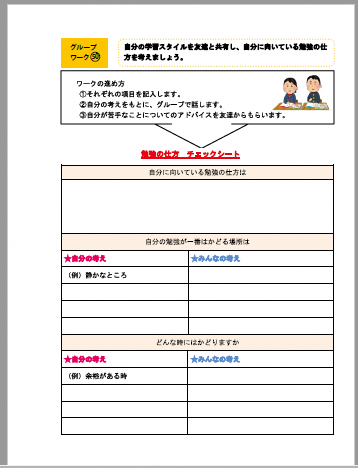 グループ
ワーク㊿
自分の学習スタイルを友達と共有し、自分に向いている勉強の仕
方を考えましょう。
ワークの進め方
①それぞれの項目を記入します。
②自分の考えをもとに、グループで話します。
③自分が苦手なことについてのアドバイスを友達からもらいます。
勉強の仕方 チェックシート
自分に向いている勉強の仕方は
自分の勉強が一番はかどる場所は
★自分の考え ★みんなの考え
（例）静かなところ
どんな時にはかどりますか
★自分の考え ★みんなの考え
（例）余裕がある時